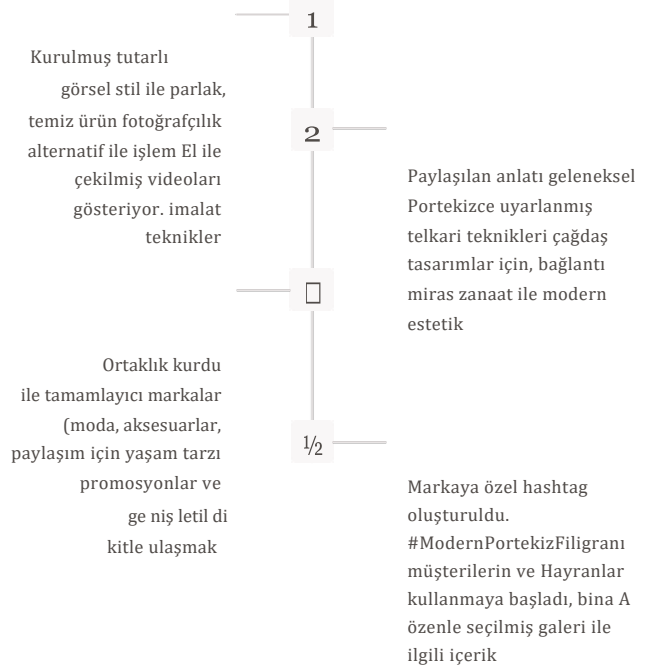 1
Kurulmuş tutarlı
görsel stil ile parlak,
temiz ürün fotoğrafçılık
alternatif ile işlem El ile
çekilmiş videoları
gösteriyor. imalat
teknikler
2
Paylaşılan anlatı geleneksel
Portekizce uyarlanmış
telkari teknikleri çağdaş
tasarımlar için, bağlantı
miras zanaat ile modern
estetik
Ortaklık kurdu
ile tamamlayıcı markalar
(moda, aksesuarlar,
paylaşım için yaşam tarzı
promosyonlar ve
ge niş letil di
kitle ulaşmak
½
Markaya özel hashtag
oluşturuldu.
#ModernPortekizFiligranı
müşterilerin ve Hayranlar
kullanmaya başladı, bina A
özenle seçilmiş galeri ile
ilgili içerik